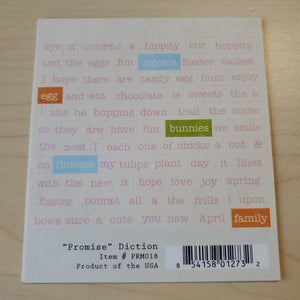 dye of colorful a hippity our hoppity
and the eggs fun rejoice Easter basket
I hope there are candy egg hunt enjoy
egg and eat chocolate is sweets the a
! she he hopping down trail the coms
so they are have fun bunnies we smile
the nest I each one of chicks a out & 
on flowers my tulips plant day it lilies
with the new it hope love joy spring
Easter bonnet all a the frills ! upon
bows sure a cute you new April family
"Promise" Diction
Item # PRM018
Product of the USA
8 54158 01273 2